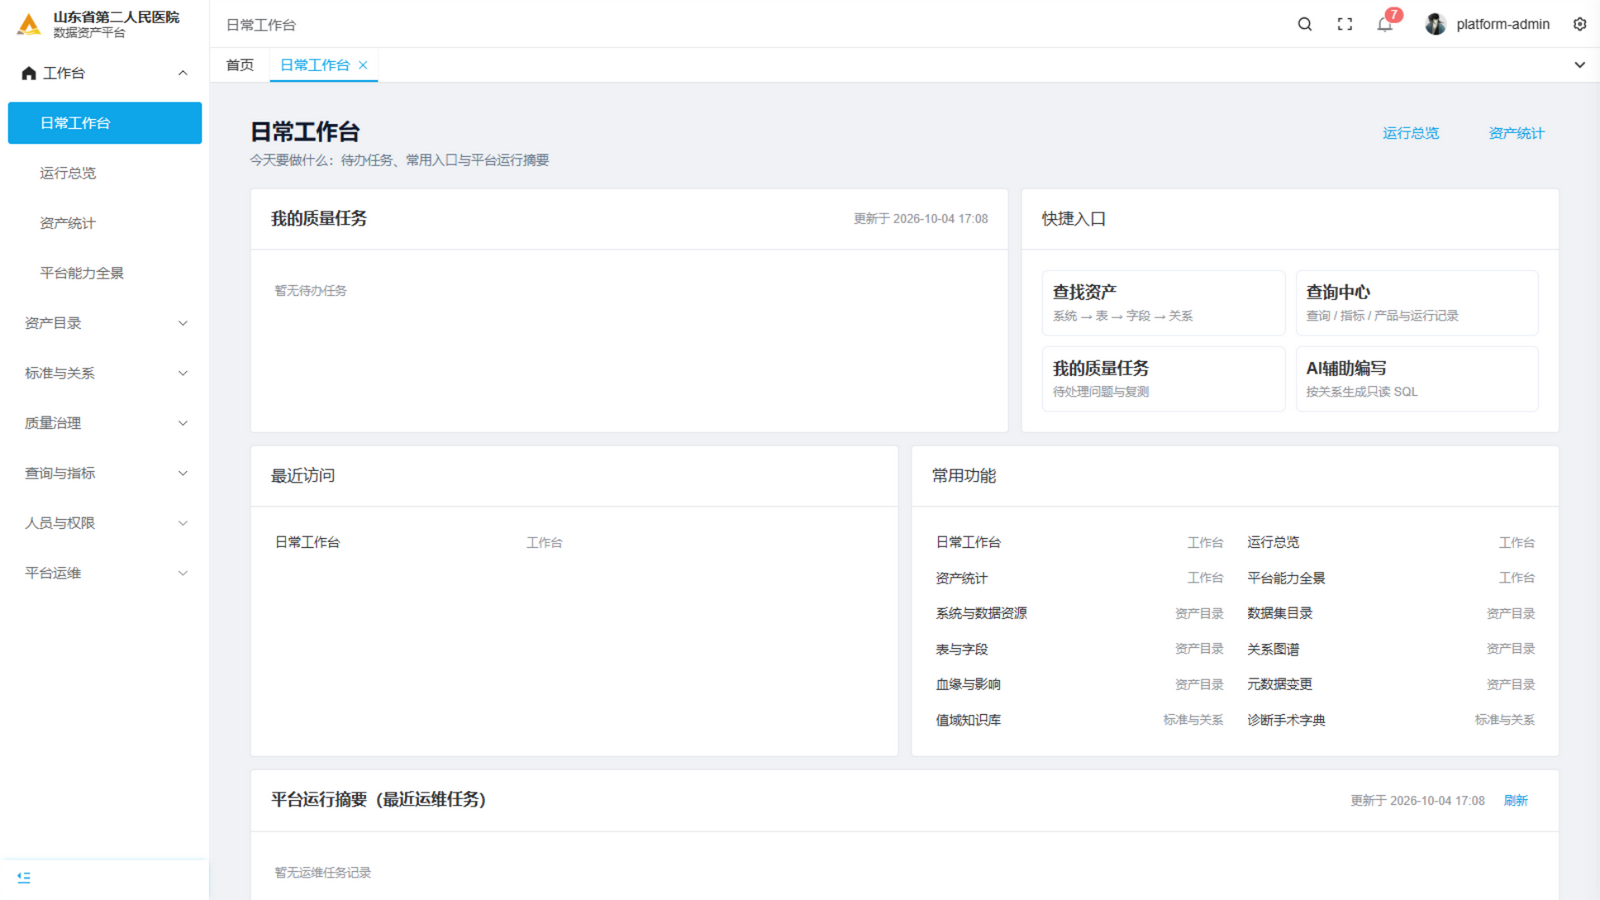 山东省第二人民医院
数据资产平台
日常工作台
7
platform-admin
工作台
首页
日常工作台
日常工作台
运行总览
资产统计
平台能力全景
资产目录
标准与关系
质量治理
查询与指标
人员与权限
平台运维
日常工作台
今天要做什么：待办任务、常用入口与平台运行摘要
运行总览
资产统计
我的质量任务
更新于 2026-10-04 17:08
暂无待办任务
快捷入口
查找资产
系统 → 表 → 字段 → 关系
查询中心
查询 / 指标 / 产品与运行记录
我的质量任务
待处理问题与复测
AI辅助编写
按关系生成只读 SQL
最近访问
日常工作台 工作台
常用功能
日常工作台 工作台 运行总览 工作台
资产统计 工作台 平台能力全景 工作台
系统与数据资源 资产目录 数据集目录 资产目录
表与字段 资产目录 关系图谱 资产目录
血缘与影响 资产目录 元数据变更 资产目录
值域知识库 标准与关系 诊断手术字典 标准与关系
平台运行摘要（最近运维任务）
更新于 2026-10-04 17:08 刷新
暂无运维任务记录